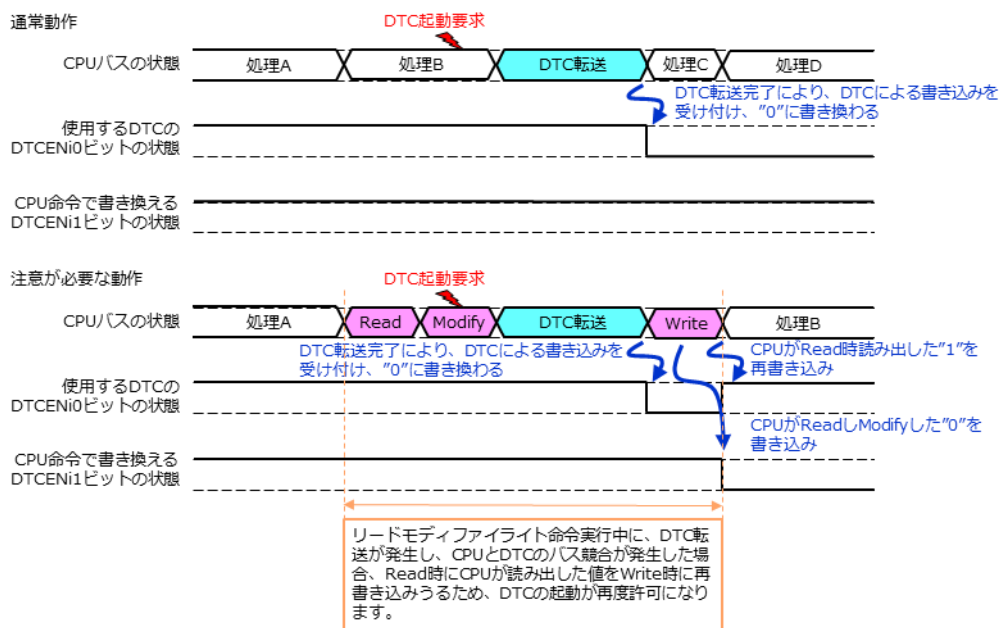 通常動作
DTC起動要求
CPUバスの状態
処理A
処理B
DTC転送
処理C
処理D
DTC転送完了により、DTCによる書き込みを
受け付け、”0”に書き換わる
使用するDTCの
DTCENi0ビットの状態
CPU命令で書き換える
DTCENi1ビットの状態
注意が必要な動作
DTC起動要求
CPUバスの状態
処理A
Read
Modify
DTC転送
Write
処理B
DTC転送完了により、DTCによる書き込みを
受け付け、”0”に書き換わる
CPUがRead時読み出した”1”を
再書き込み
使用するDTCの
DTCENi0ビットの状態
CPUがReadしModifyした”0”を
書き込み
CPU命令で書き換える
DTCENi1ビットの状態
リードモディファイライト命令実行中に、DTC転
送が発生し、CPUとDTCのバス競合が発生した場
合、Read時にCPUが読み出した値をWrite時に再
書き込みうるため、DTCの起動が再度許可になり
ます。